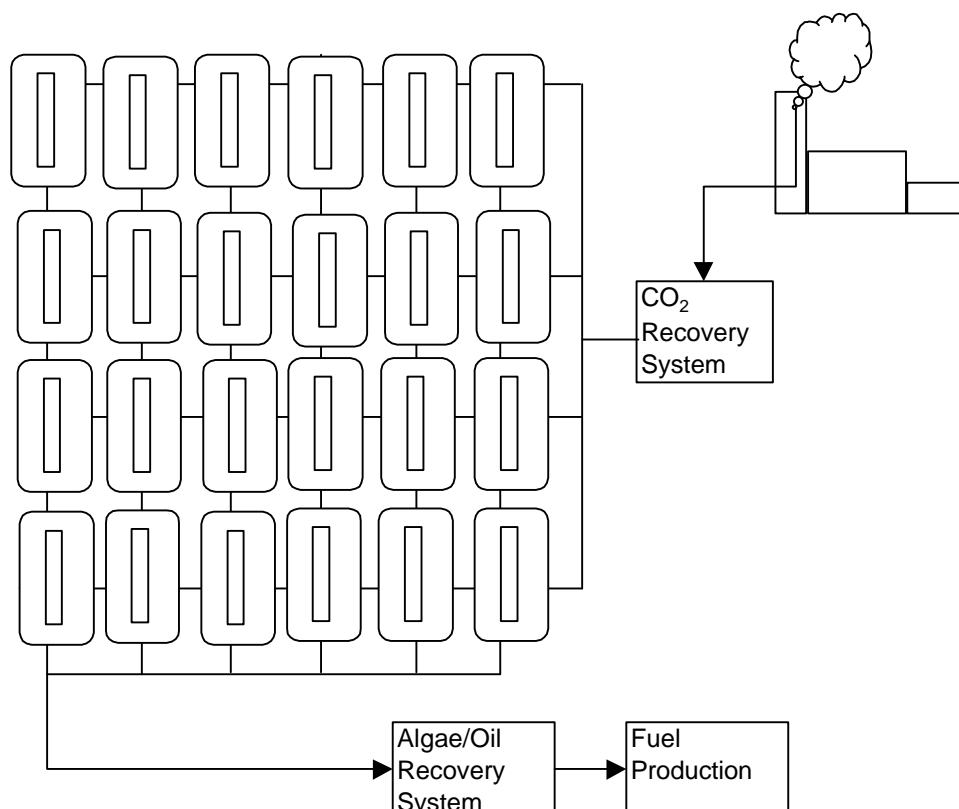 CO₂
Recovery
System
Algae/Oil
Recovery
System
Fuel
Production